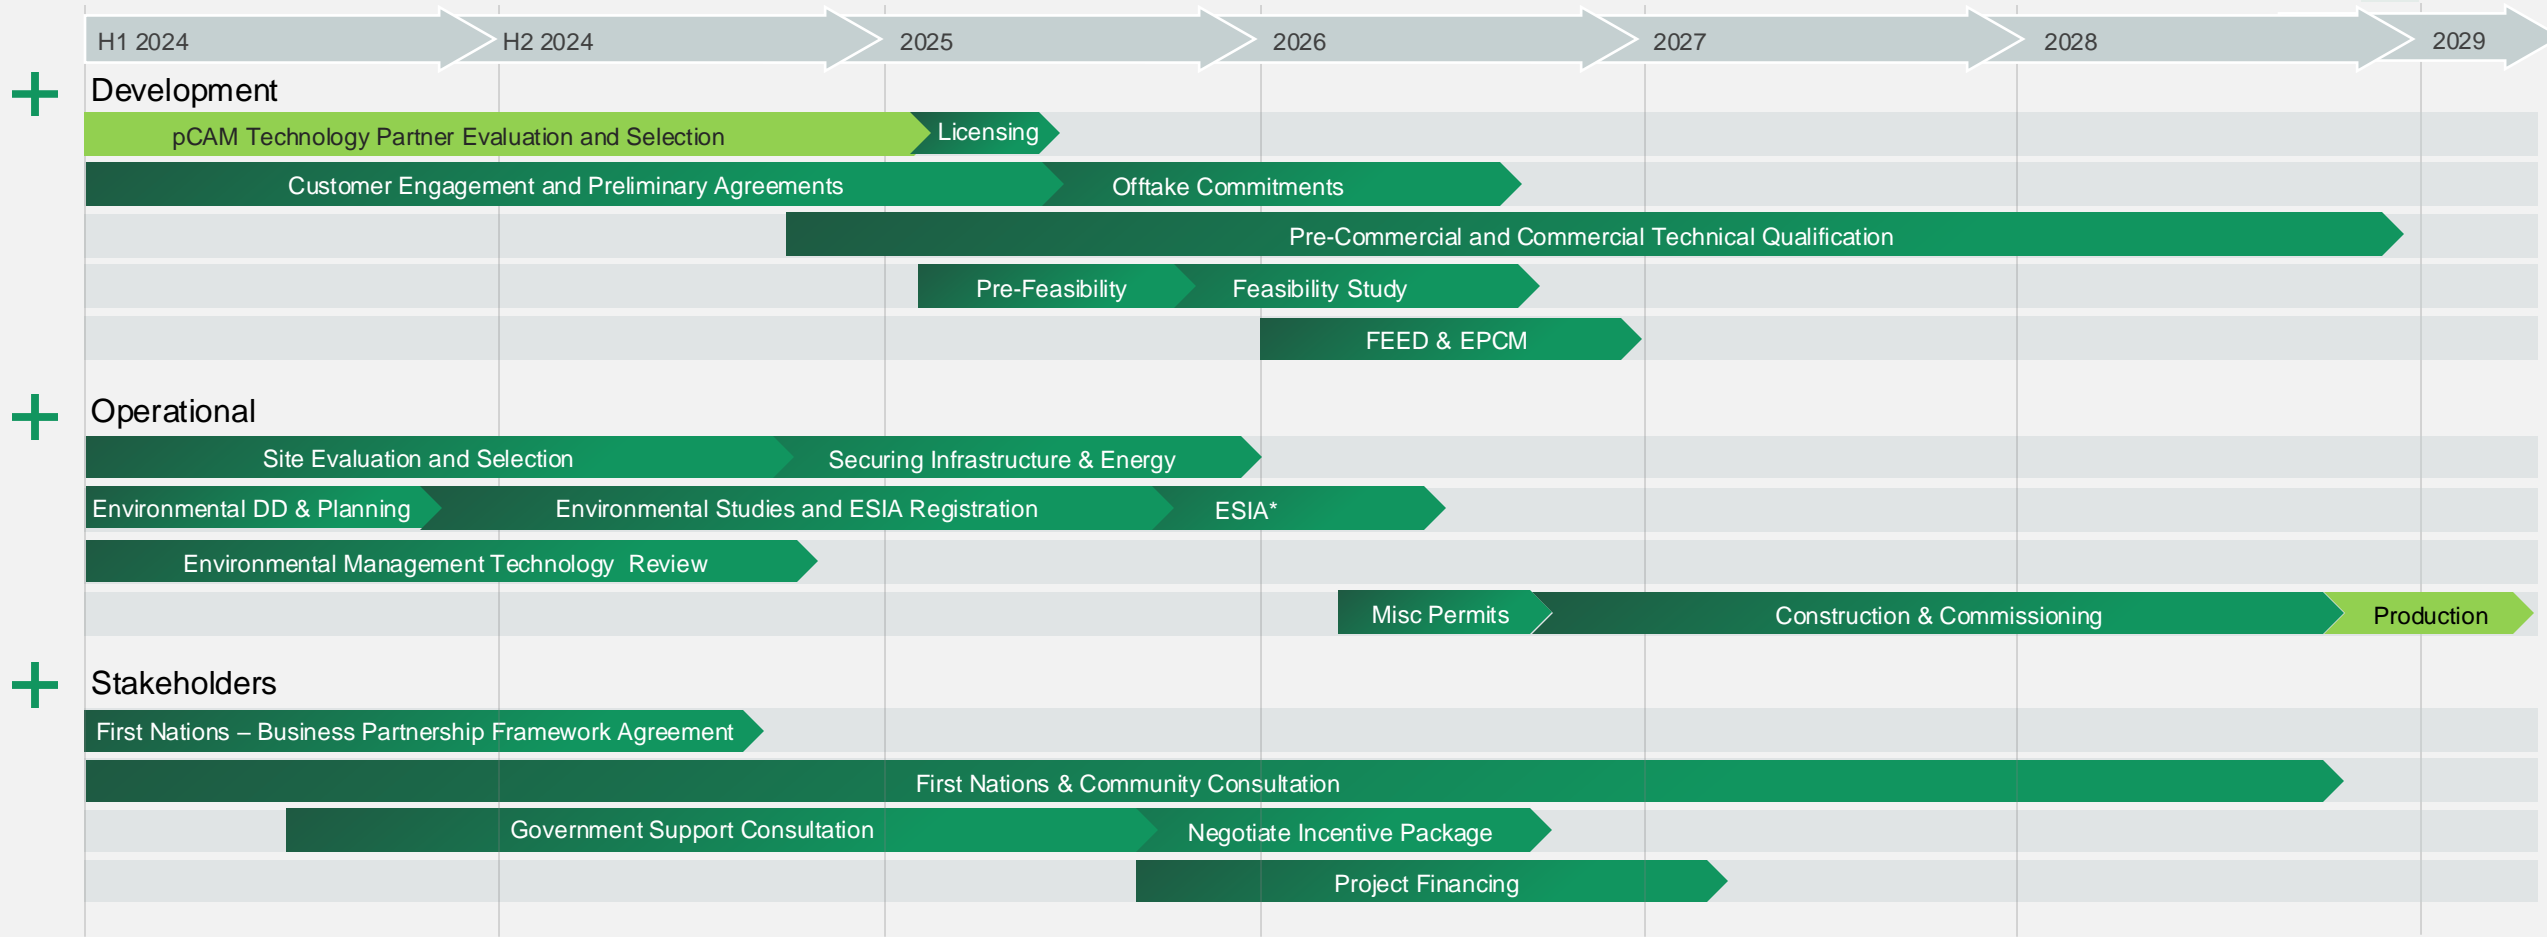 H1 2024
H2 2024
2025
2026
2027
2028
2029
Development
pCAM Technology Partner Evaluation and Selection
Licensing
Customer Engagement and Preliminary Agreements
Offtake Commitments
Pre-Commercial and Commercial Technical Qualification
Pre-Feasibility
Feasibility Study
FEED & EPCM
Operational
Site Evaluation and Selection
Securing Infrastructure & Energy
Environmental DD & Planning
Environmental Studies and ESIA Registration
ESIA*
Environmental Management Technology  Review
Misc Permits
Construction & Commissioning
Production
Stakeholders
First Nations – Business Partnership Framework Agreement
First Nations & Community Consultation
Government Support Consultation
Negotiate Incentive Package
Project Financing